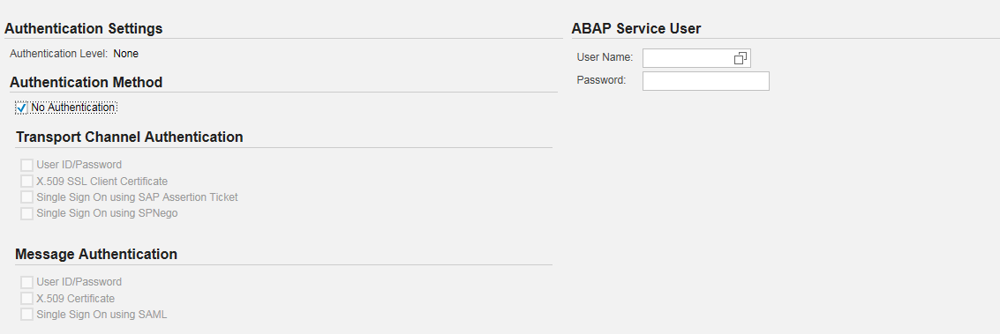 Authentication Settings
Authentication Level: None
Authentication Method
No Authentication
Transport Channel Authentication
User ID/Password
X.509 SSL Client Certificate
Single Sign On using SAP Assertion Ticket
Single Sign On using SPNego
Message Authentication
User ID/Password
X.509 Certificate
Single Sign On using SAML
ABAP Service User
User Name:
Password: